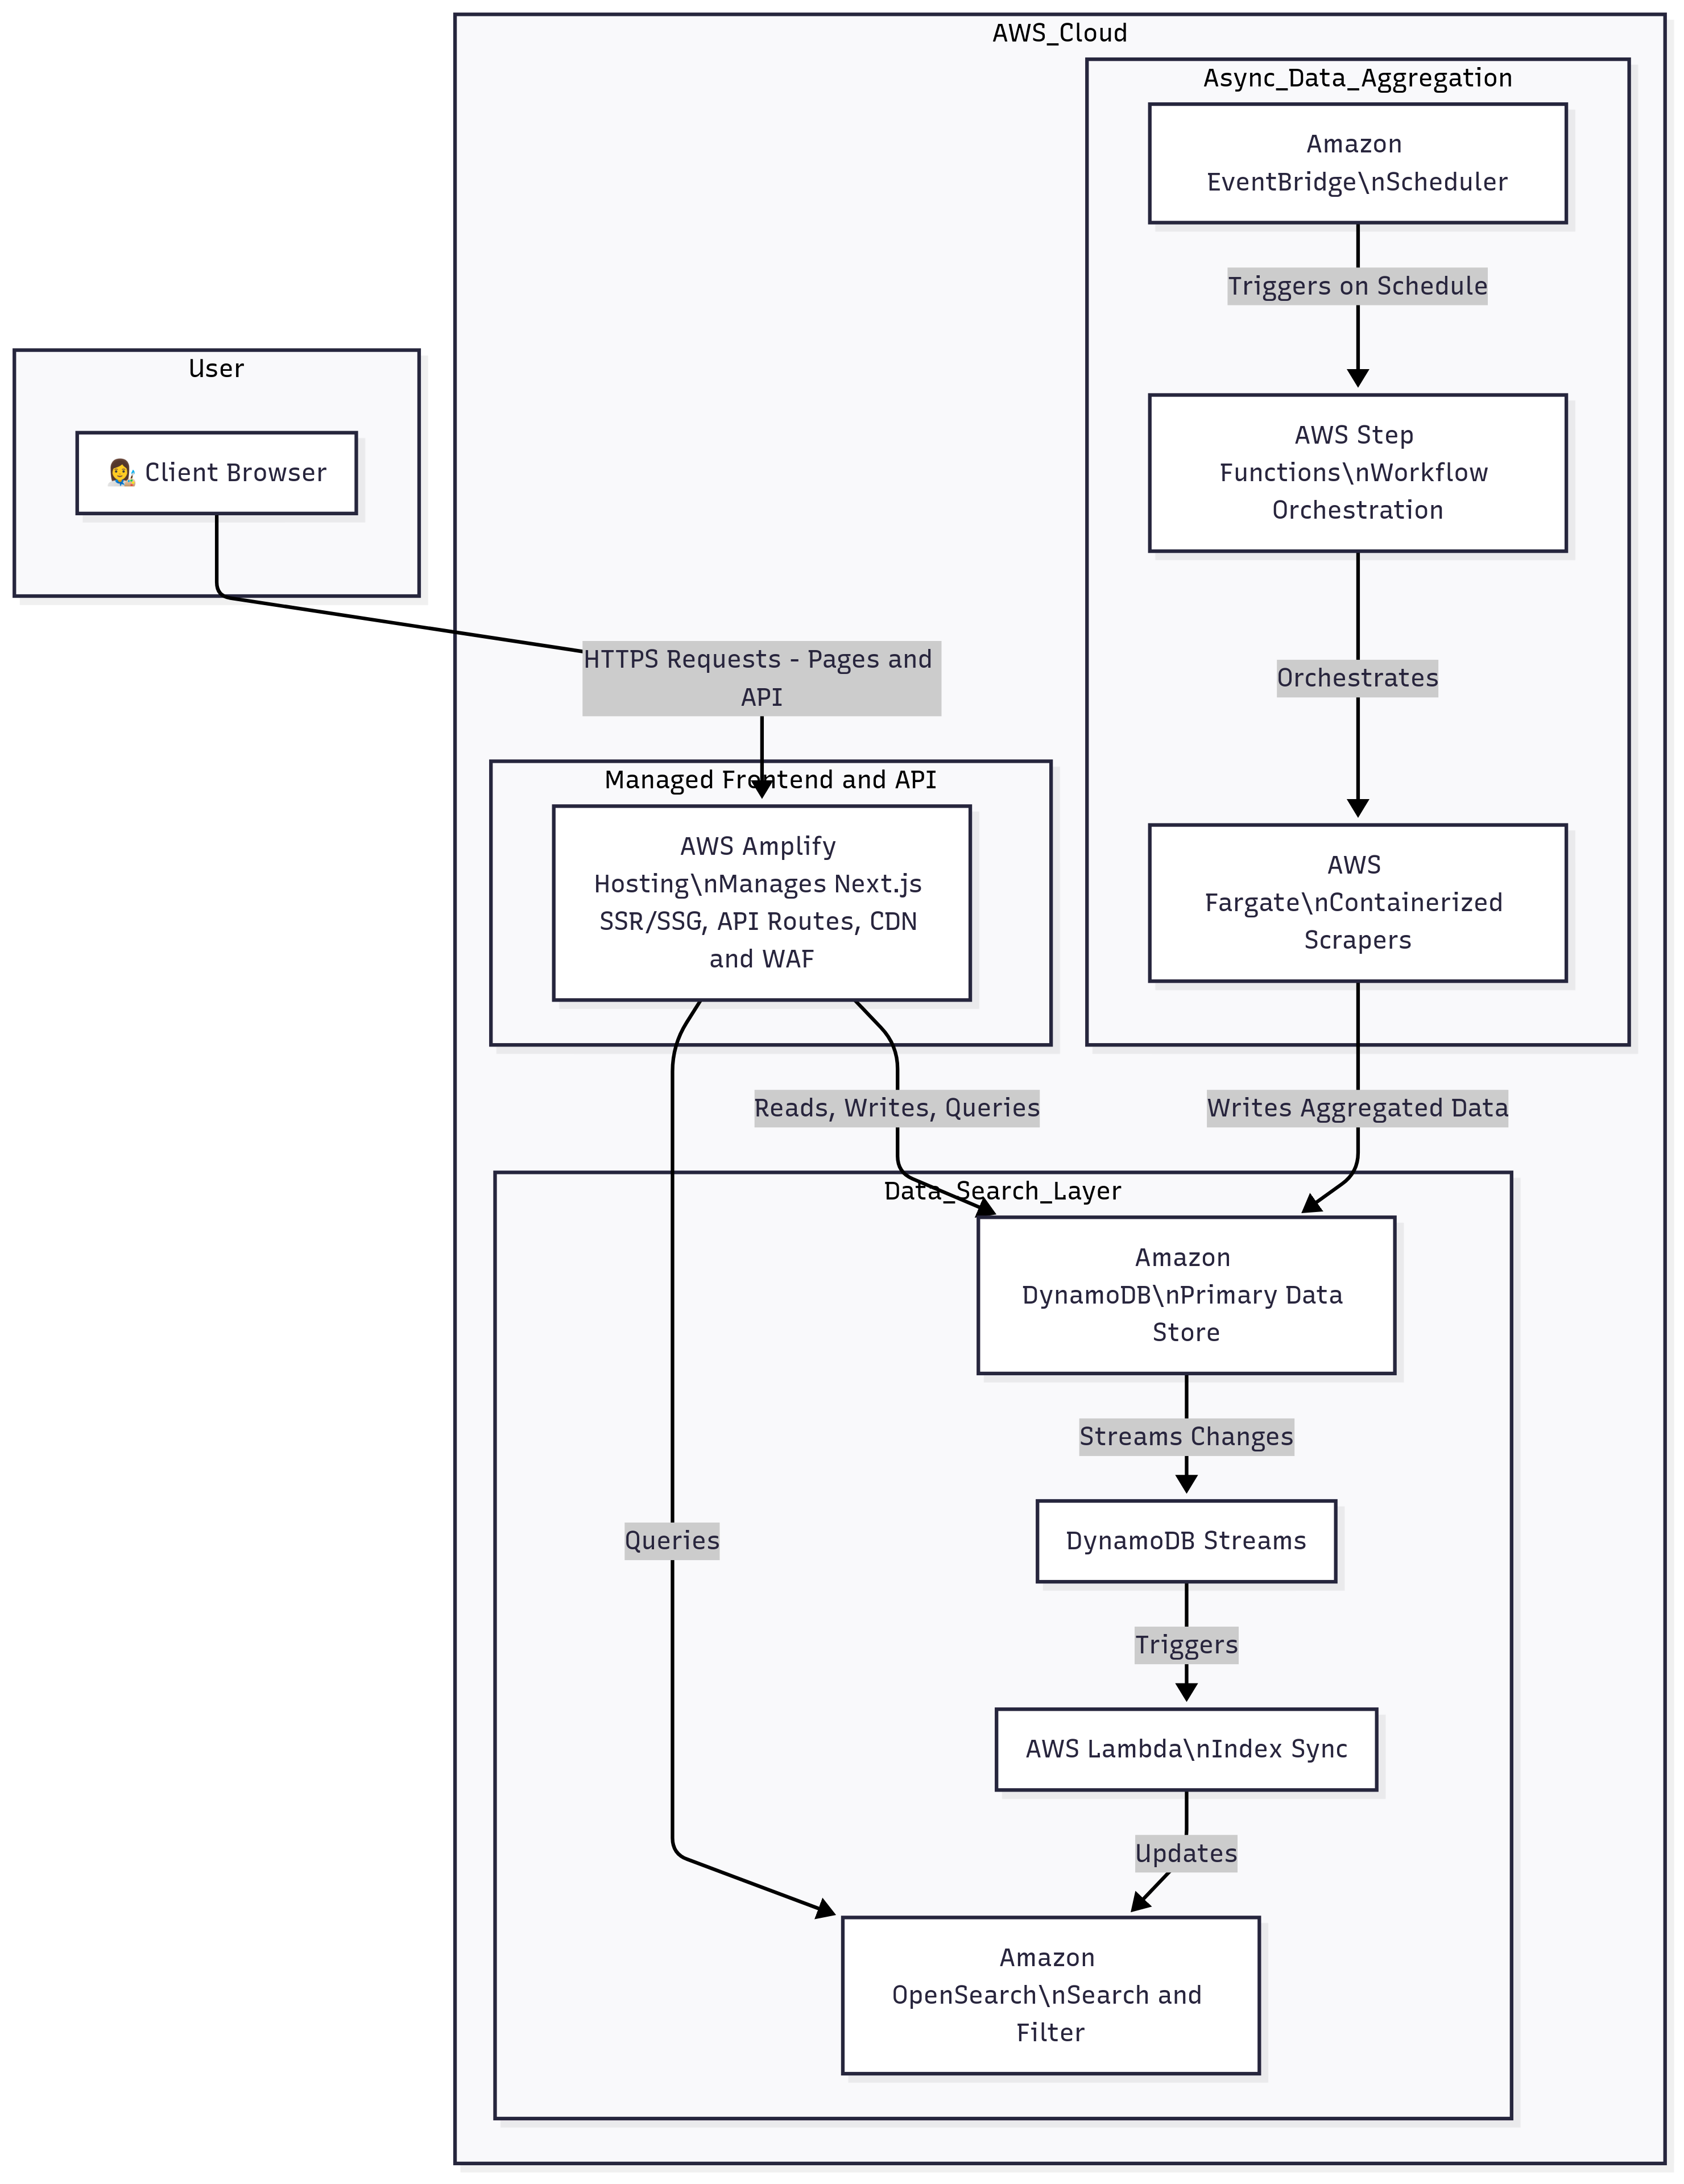 AWS_Cloud
Async_Data_Aggregation
Amazon
EventBridge\nScheduler
Triggers on Schedule
AWS Step
Functions\nWorkflow
Orchestration
Orchestrates
AWS
Fargate\nContainerized
Scrapers
Writes Aggregated Data
User
👩‍🎨 Client Browser
HTTPS Requests - Pages and
API
Managed Frontend and API
AWS Amplify
Hosting\nManages Next.js
SSR/SSG, API Routes, CDN
and WAF
Reads, Writes, Queries
Queries
Data_Search_Layer
Amazon
DynamoDB\nPrimary Data
Store
Streams Changes
DynamoDB Streams
Triggers
AWS Lambda\nIndex Sync
Updates
Amazon
OpenSearch\nSearch and
Filter